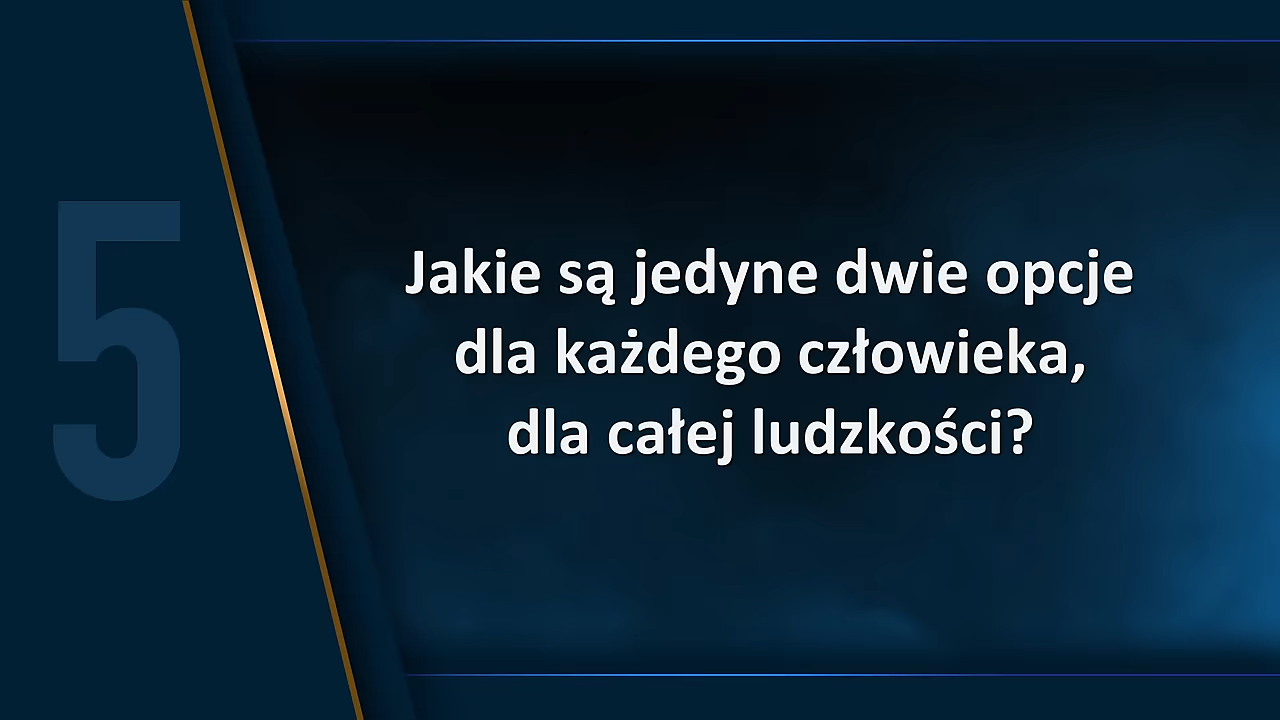 5
Jakie są jedyne dwie opcje
dla każdego człowieka,
dla całej ludzkości?